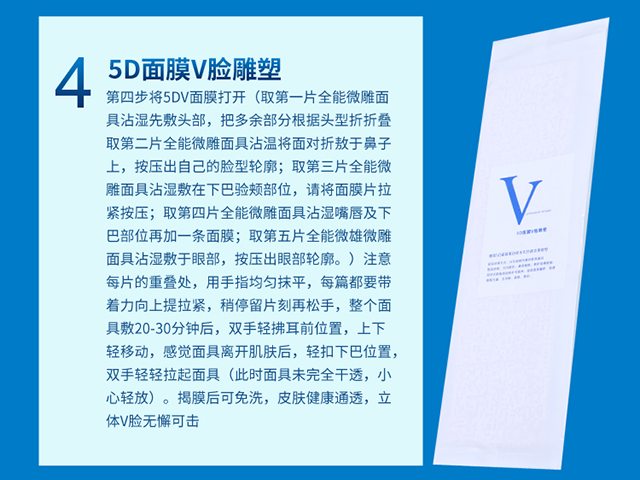 4
5D面膜V脸雕塑
第四步将5DV面膜打开（取第一片全能微雕面
具沾湿先敷头部，把多余部分根据头型折折叠
取第二片全能微雕面具沾温将面对折敖于鼻子
上，按压出自己的脸型轮廓；取第三片全能微
雕面具沾湿敷在下巴验颊部位，请将面膜片拉
紧按压；取第四片全能微雕面具沾湿嘴唇及下
巴部位再加一条面膜；取第五片全能微雄微雕
面具沾湿敷于眼部，按压出眼部轮廓。）注意
每片的重叠处，用手指均匀抹平，每篇都要带
着力向上提拉紧，稍停留片刻再松手，整个面
具敷20-30分钟后，双手轻拂耳前位置，上下
轻移动，感觉面具离开肌肤后，轻扣下巴位置，
双手轻轻拉起面具（此时面具未完全干透，小
心轻放）。揭膜后可免洗，皮肤健康通透，立
体V脸无懈可击
V
5D面膜V脸雕塑